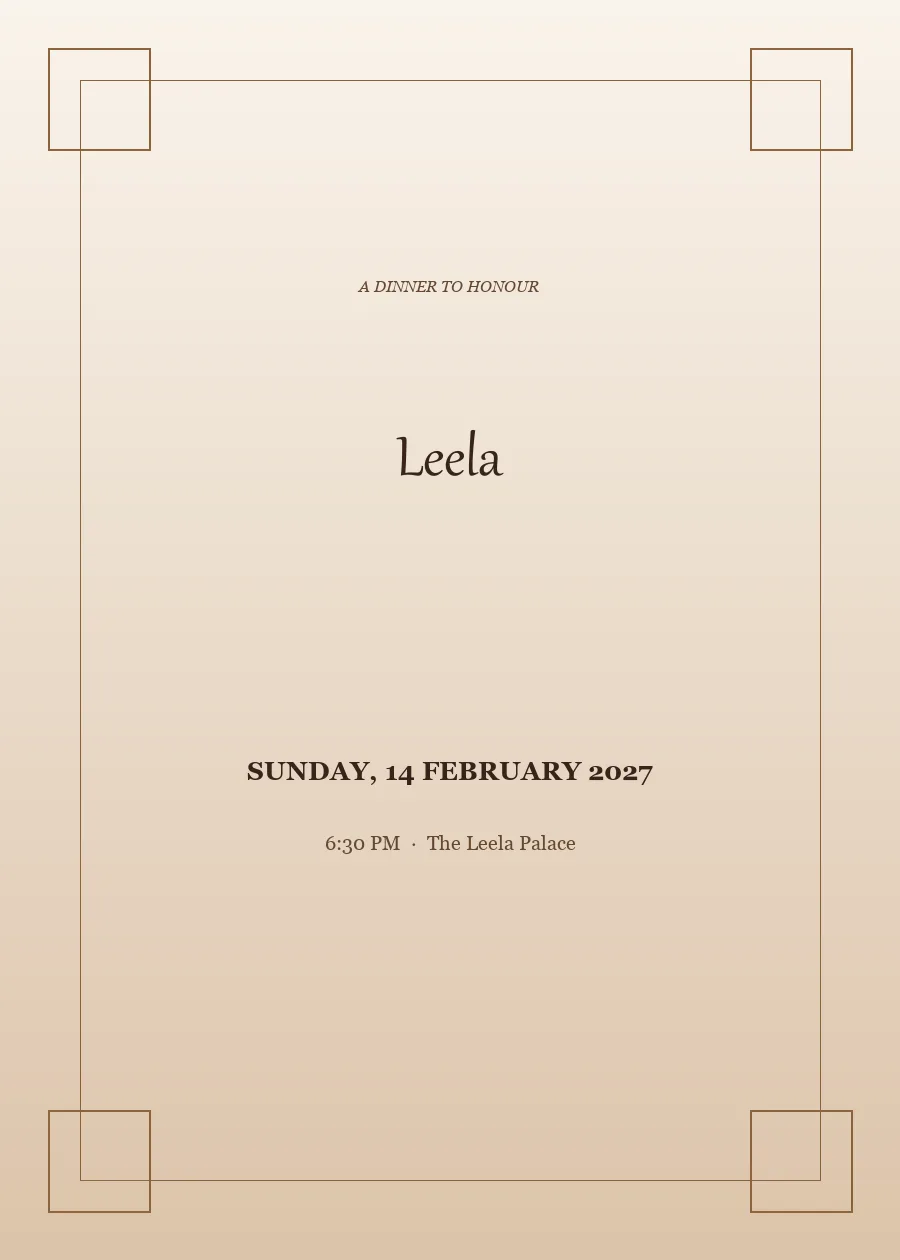 A DINNER TO HONOUR
Leela
SUNDAY, 14 FEBRUARY 2027
6:30 PM · The Leela Palace